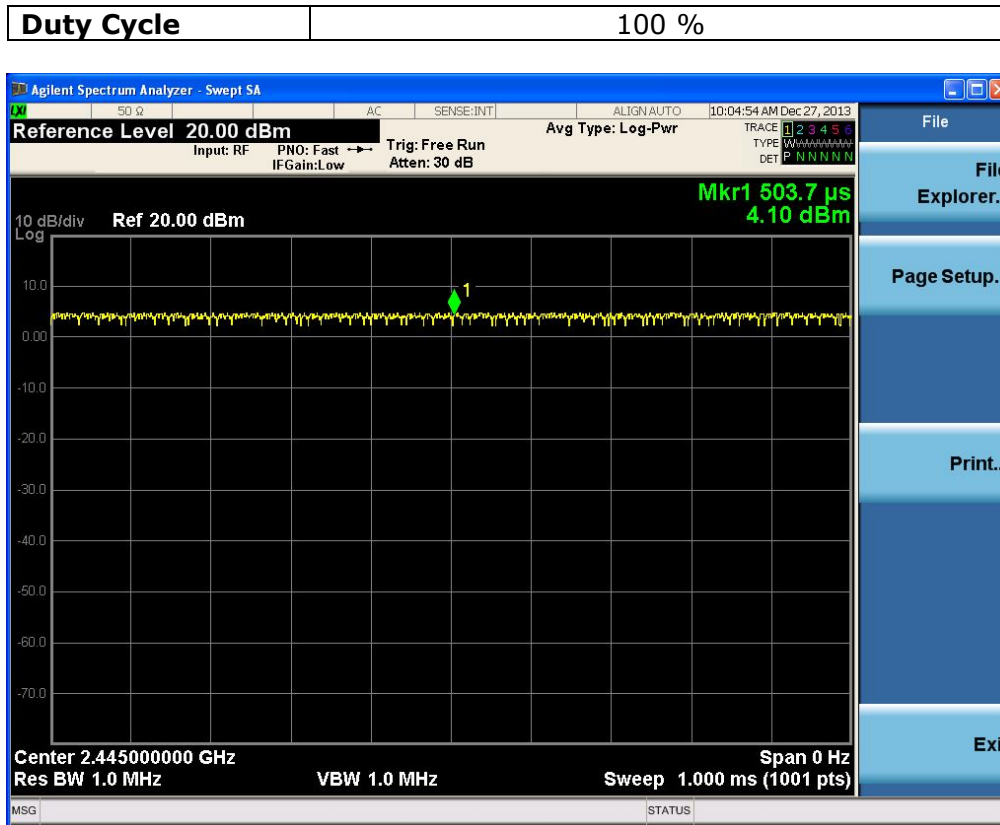 Duty Cycle 100 %
Agilent Spectrum Analyzer - Swept SA
LXI 50 Ω AC SENSE:INT ALIGN AUTO 10:04:54 AM Dec 27, 2013
Reference Level 20.00 dBm
Input: RF
PNO: Fast
IFGain:Low
Trig: Free Run
Atten: 30 dB
Avg Type: Log-Pwr
TRACE 1 2 3 4 5 6
TYPE WWWWWW
DET P N N N N N
Mkr1 503.7 µs
4.10 dBm
10 dB/div Ref 20.00 dBm
Log
1
10.0
0.00
-10.0
-20.0
-30.0
-40.0
-50.0
-60.0
-70.0
Center 2.445000000 GHz Span 0 Hz
Res BW 1.0 MHz VBW 1.0 MHz Sweep 1.000 ms (1001 pts)
MSG STATUS
File
File
Explorer.
Page Setup.
Print..
Exi